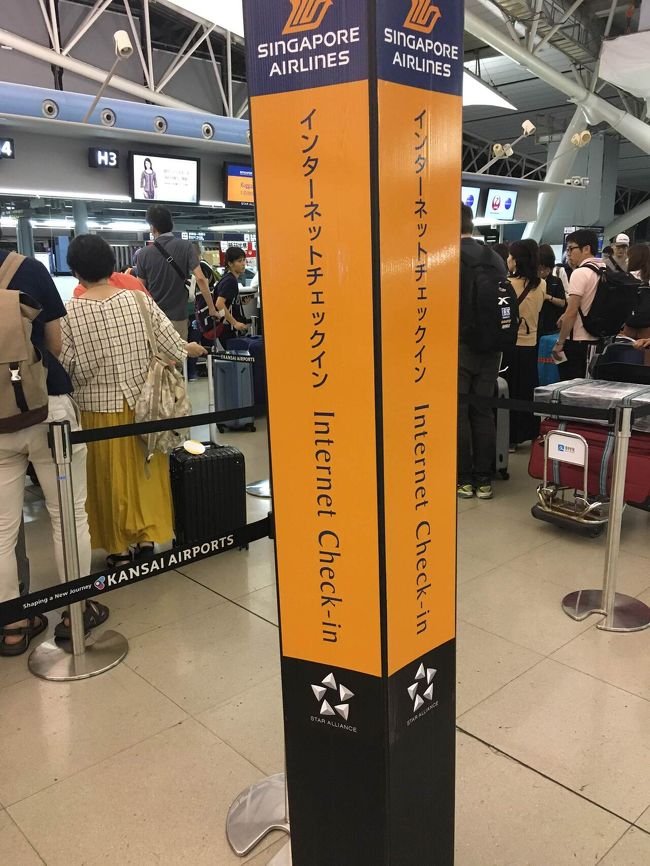 SINGAPORE
AIRLINES
インターネットチェックイン Internet Check-in
STAR ALLIANCE
SINGAPORE
AIRLINES
インターネットチェックイン Internet Check-in
STAR ALLIANCE
4
H3
KANSAI AIRPORTS
Shaping a New Journey KANSAI AIRPORTS